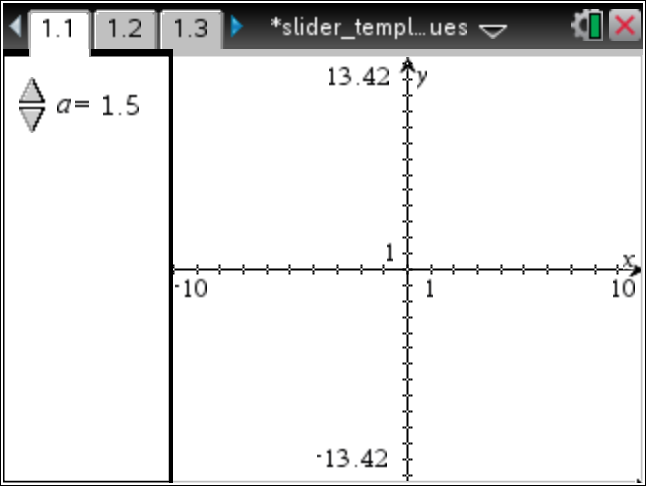 1.1 1.2 1.3 *slider_templ...ues
a= 1.5
13.42 y
1
x
-10 1 10
-13.42